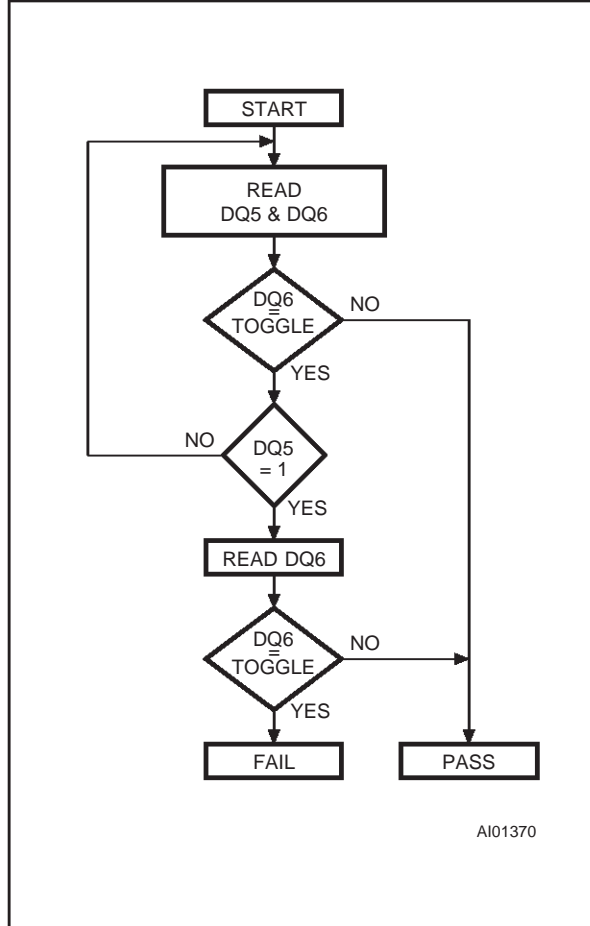 START
READ
DQ5 & DQ6
DQ6
=
TOGGLE
NO
YES
NO
DQ5
= 1
YES
READ DQ6
DQ6
=
TOGGLE
NO
YES
FAIL
PASS
AI01370